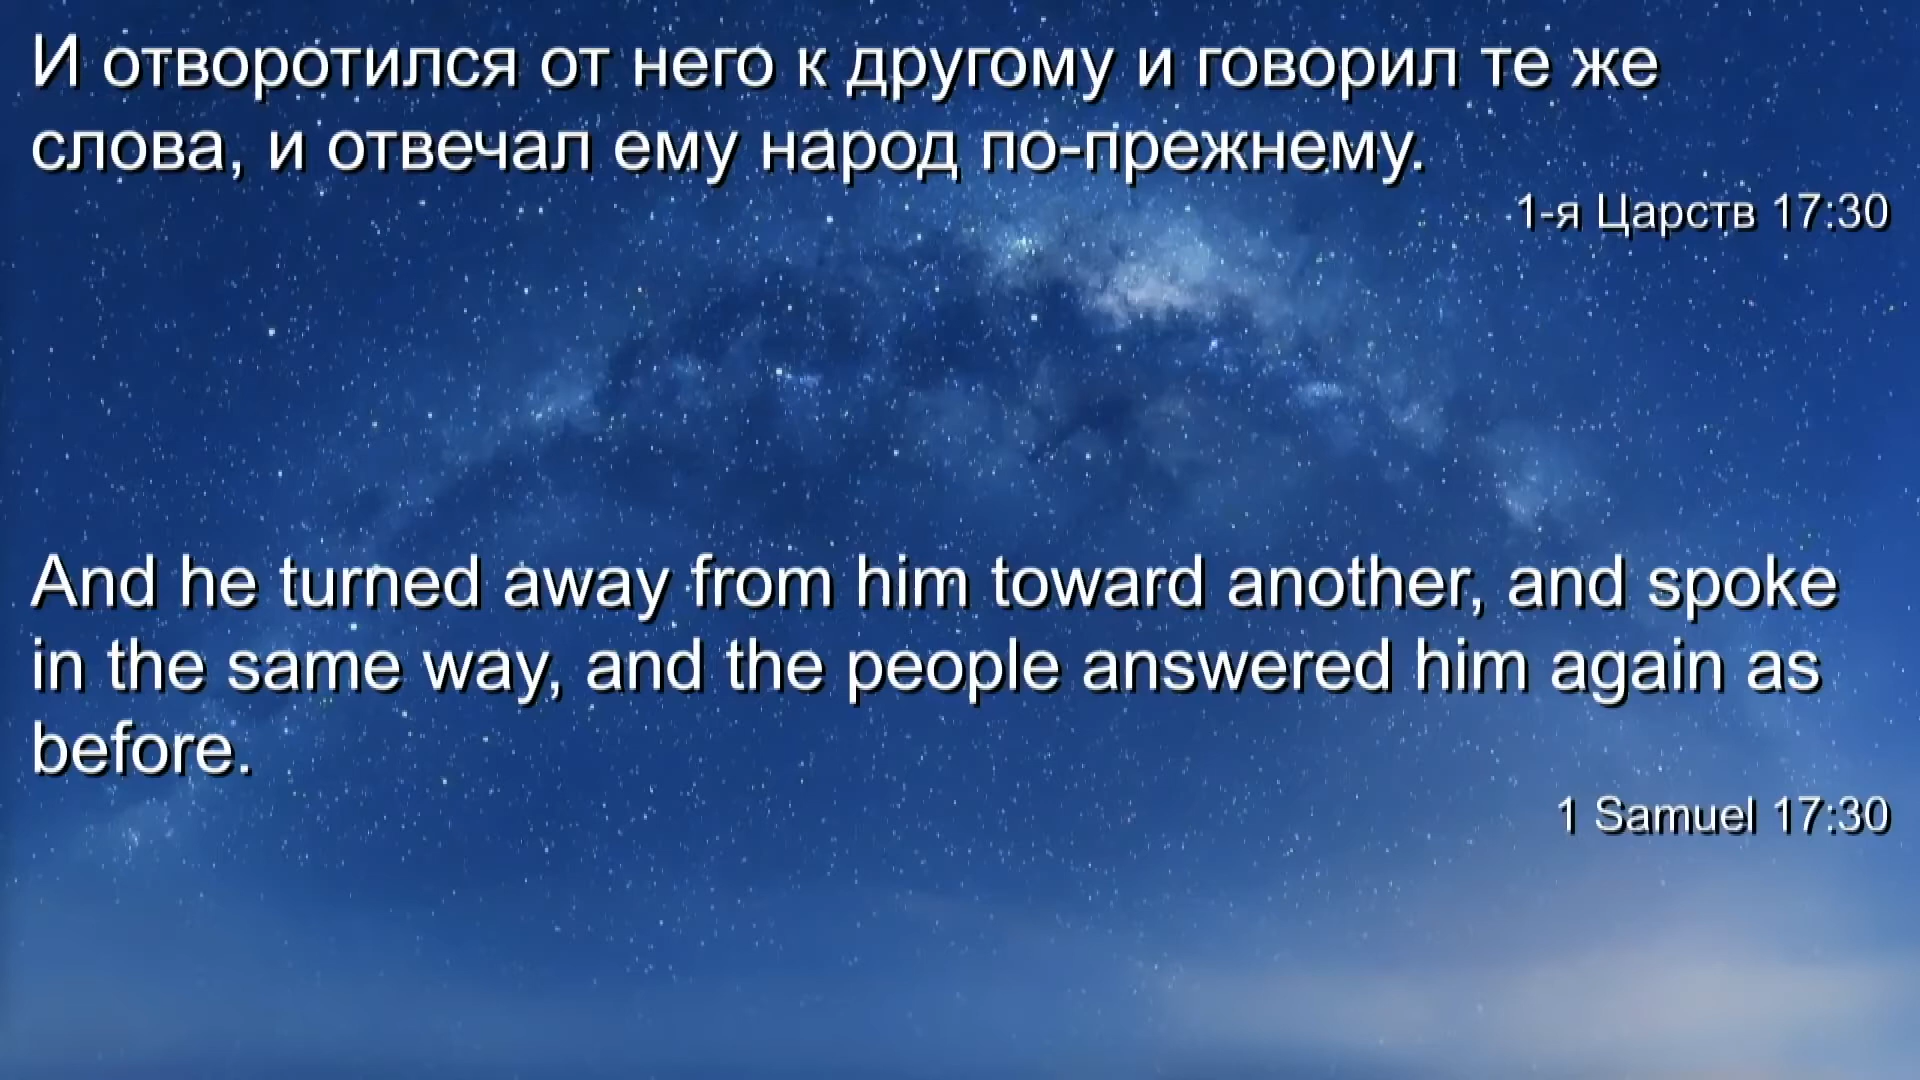 И отворотился от него к другому и говорил те же
слова, и отвечал ему народ по-прежнему.
1-я Царств 17:30
And he turned away from him toward another, and spoke
in the same way, and the people answered him again as
before.
1 Samuel 17:30